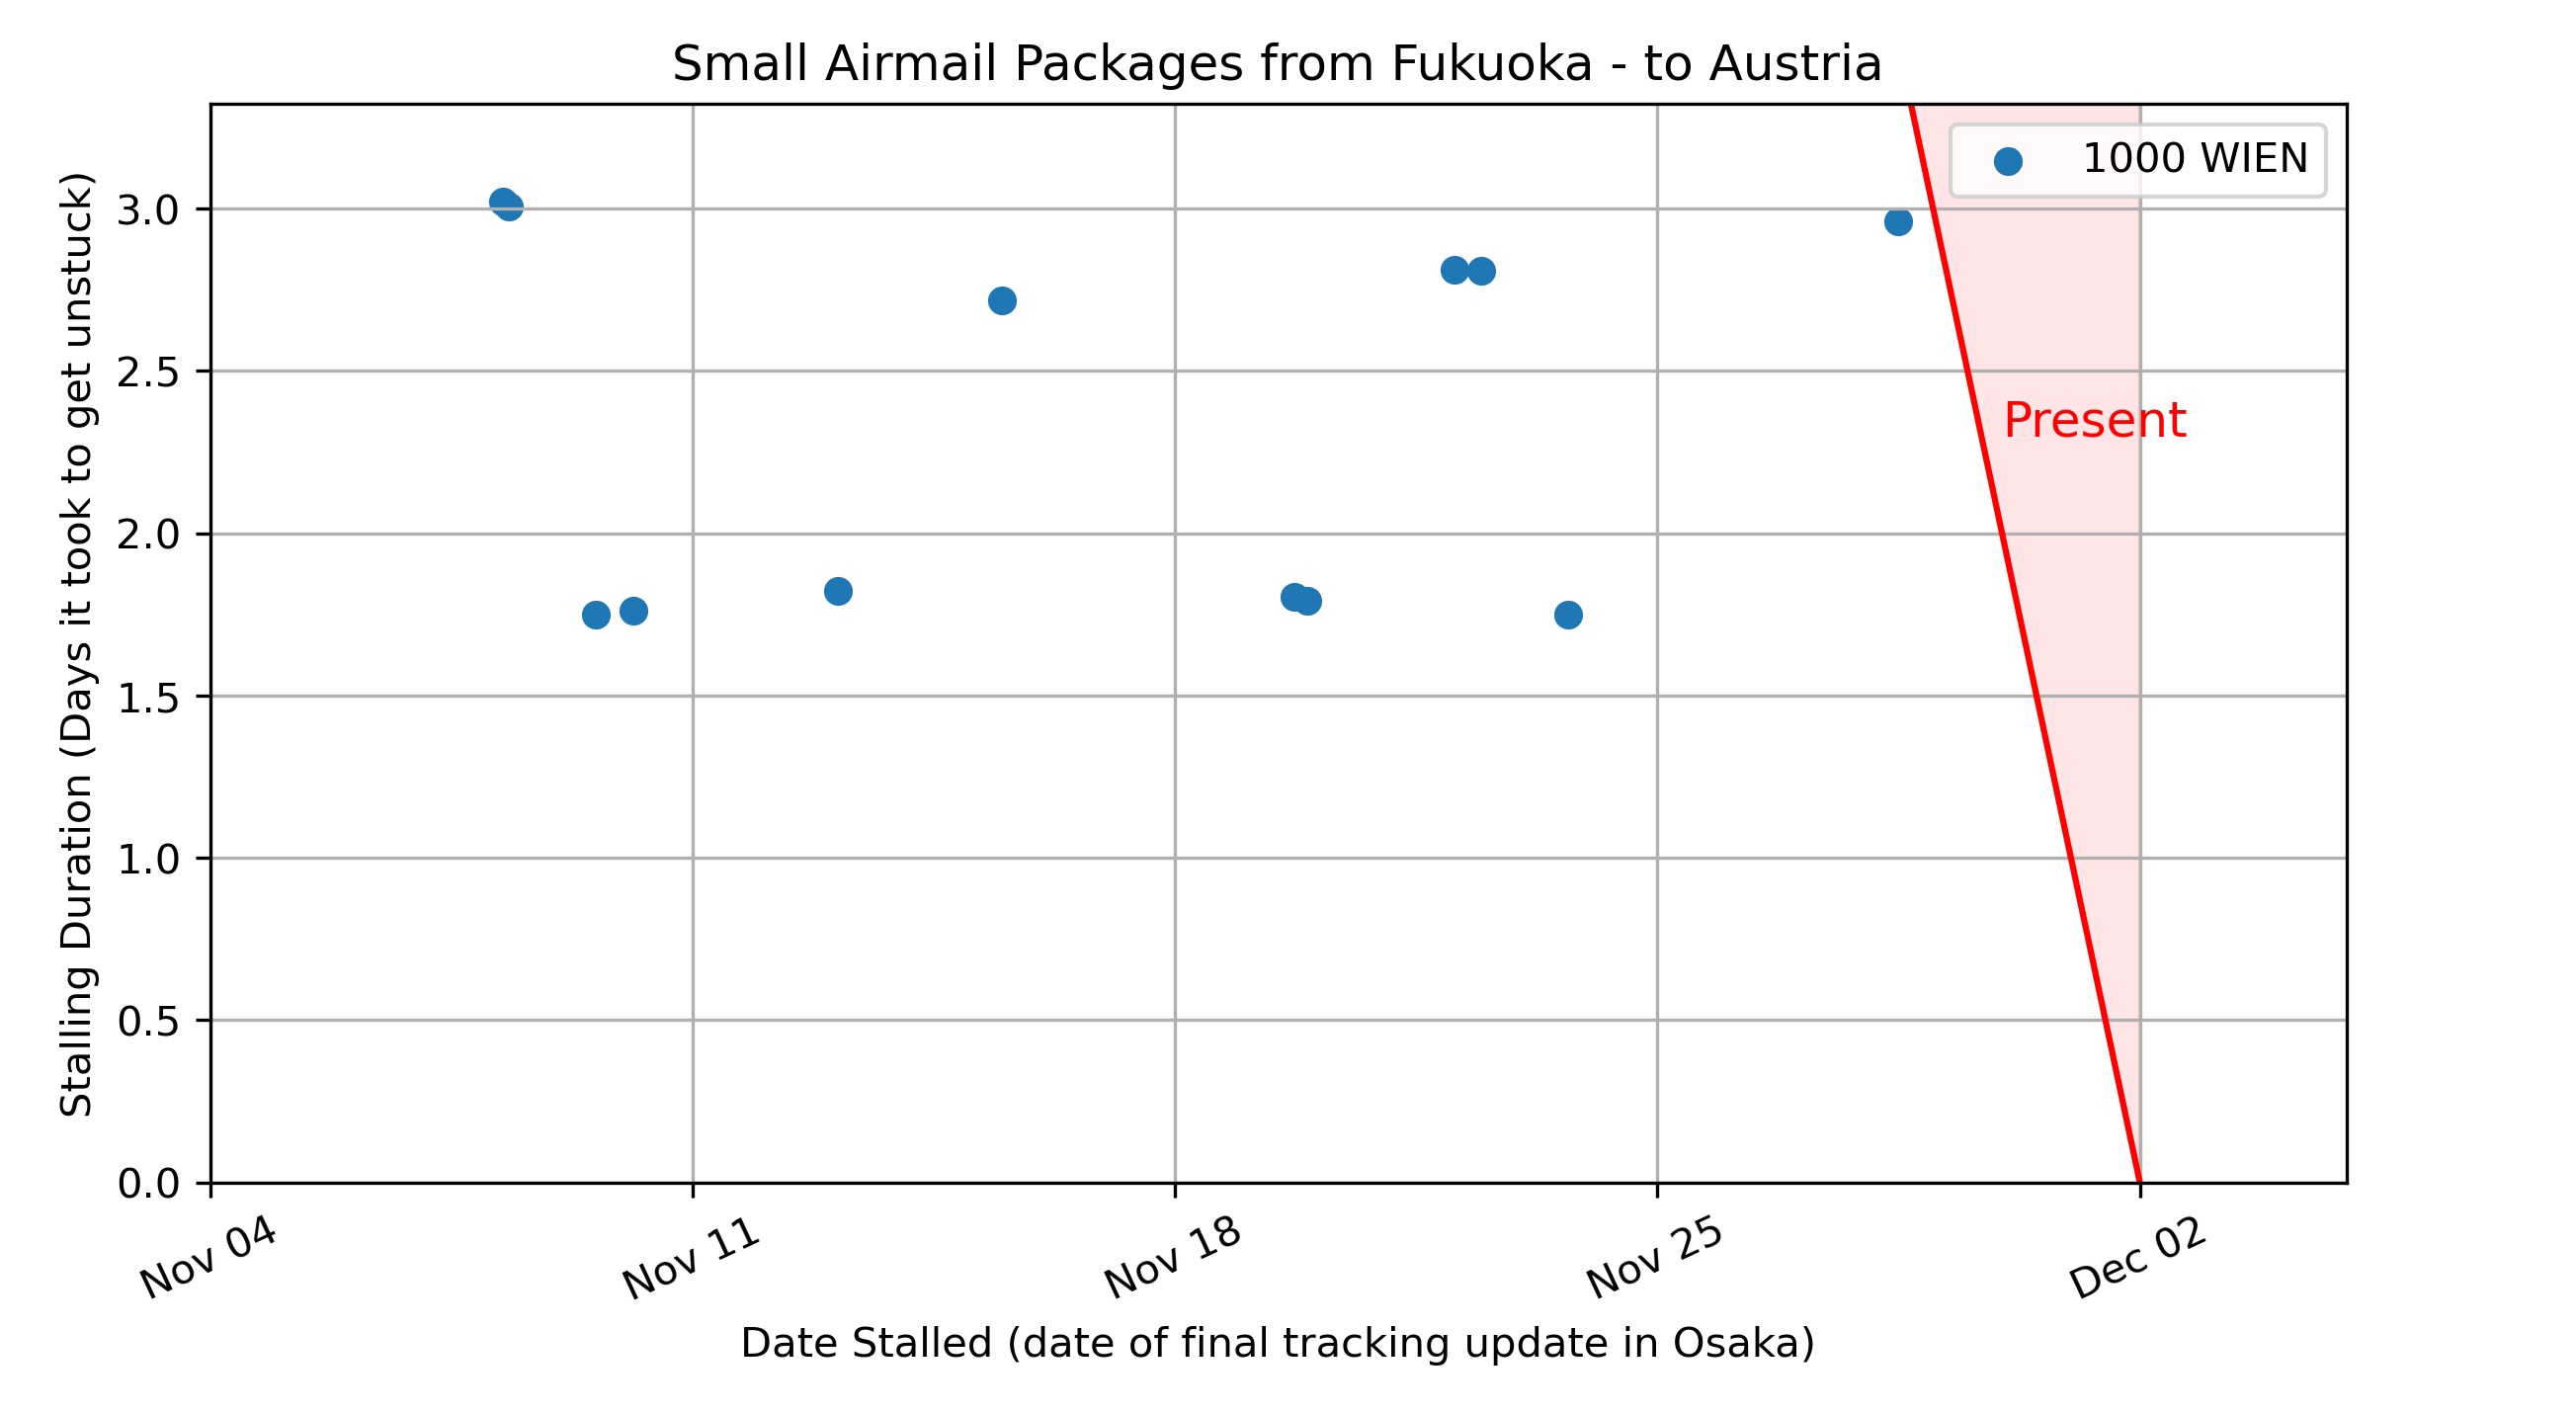 Small Airmail Packages from Fukuoka - to Austria
1000 WIEN
Present
Stalling Duration (Days it took to get unstuck)
3.0
2.5
2.0
1.5
1.0
0.5
0.0
Nov 04
Nov 11
Nov 18
Nov 25
Dec 02
Date Stalled (date of final tracking update in Osaka)